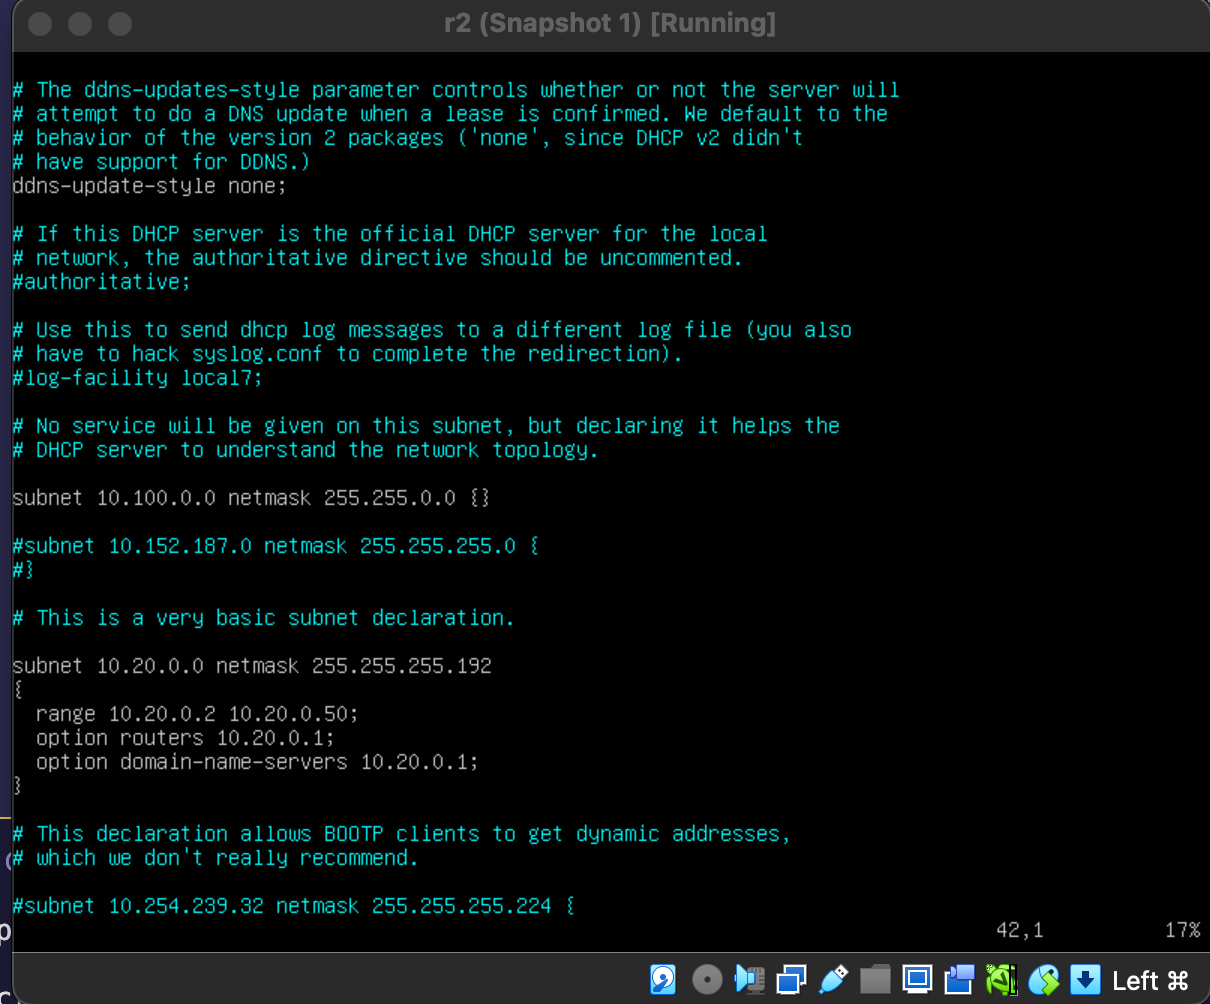 r2 (Snapshot 1) [Running]
# The ddns-updates-style parameter controls whether or not the server will
# attempt to do a DNS update when a lease is confirmed. We default to the
# behavior of the version 2 packages ('none', since DHCP v2 didn't
# have support for DDNS.)
ddns-update-style none;
# If this DHCP server is the official DHCP server for the local
# network, the authoritative directive should be uncommented.
#authoritative;
# Use this to send dhcp log messages to a different log file (you also
# have to hack syslog.conf to complete the redirection).
#log-facility local7;
# No service will be given on this subnet, but declaring it helps the
# DHCP server to understand the network topology.
subnet 10.100.0.0 netmask 255.255.0.0 {}
#subnet 10.152.187.0 netmask 255.255.255.0 {
#}
# This is a very basic subnet declaration.
subnet 10.20.0.0 netmask 255.255.255.192
{
  range 10.20.0.2 10.20.0.50;
  option routers 10.20.0.1;
  option domain-name-servers 10.20.0.1;
}
# This declaration allows BOOTP clients to get dynamic addresses,
# which we don't really recommend.
#subnet 10.254.239.32 netmask 255.255.255.224 {
42,1 17%
Left ⌘